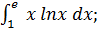 ∫₁ᵉ x lnx dx;